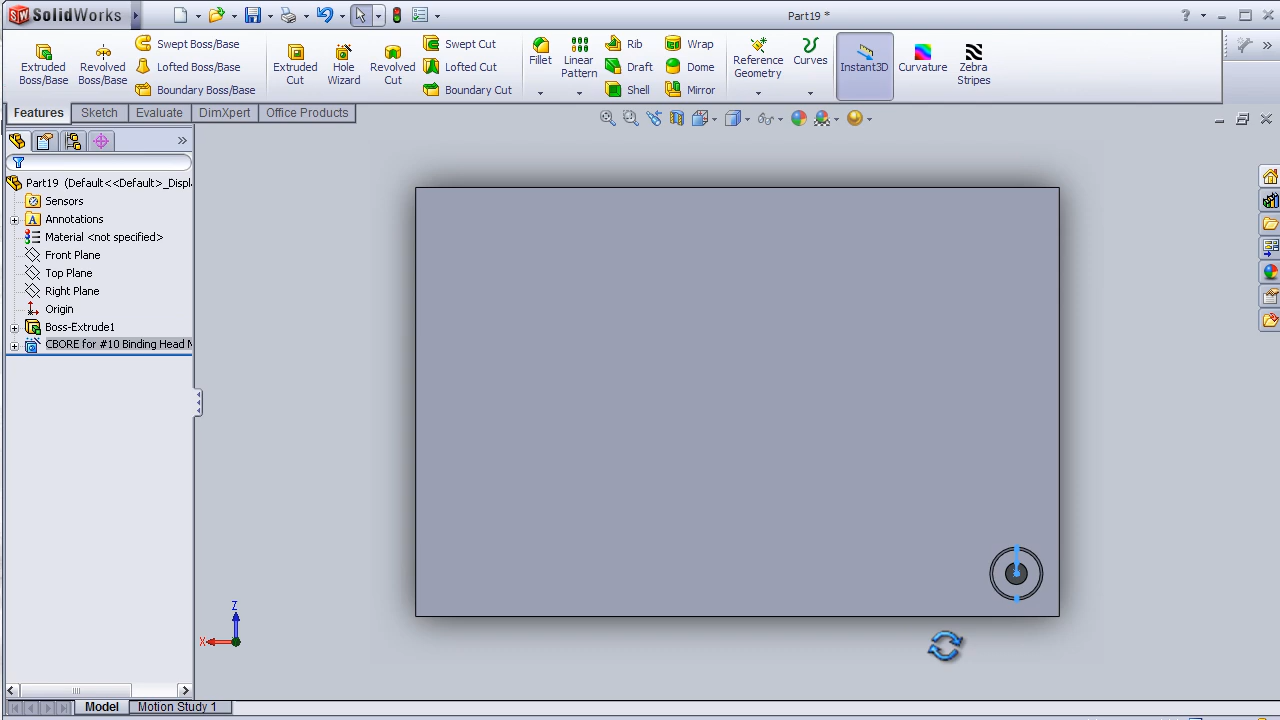 SolidWorks
Part19 *
?
Extruded Boss/Base
Revolved Boss/Base
Swept Boss/Base
Lofted Boss/Base
Boundary Boss/Base
Extruded Cut
Hole Wizard
Revolved Cut
Swept Cut
Lofted Cut
Boundary Cut
Fillet
Linear Pattern
Rib
Draft
Shell
Wrap
Dome
Mirror
Reference Geometry
Curves
Instant3D
Curvature
Zebra Stripes
Features
Sketch
Evaluate
DimXpert
Office Products
Part19 (Default<<Default>_Displ
Sensors
Annotations
Material <not specified>
Front Plane
Top Plane
Right Plane
Origin
Boss-Extrude1
CBORE for #10 Binding Head M
Z
X
Model
Motion Study 1